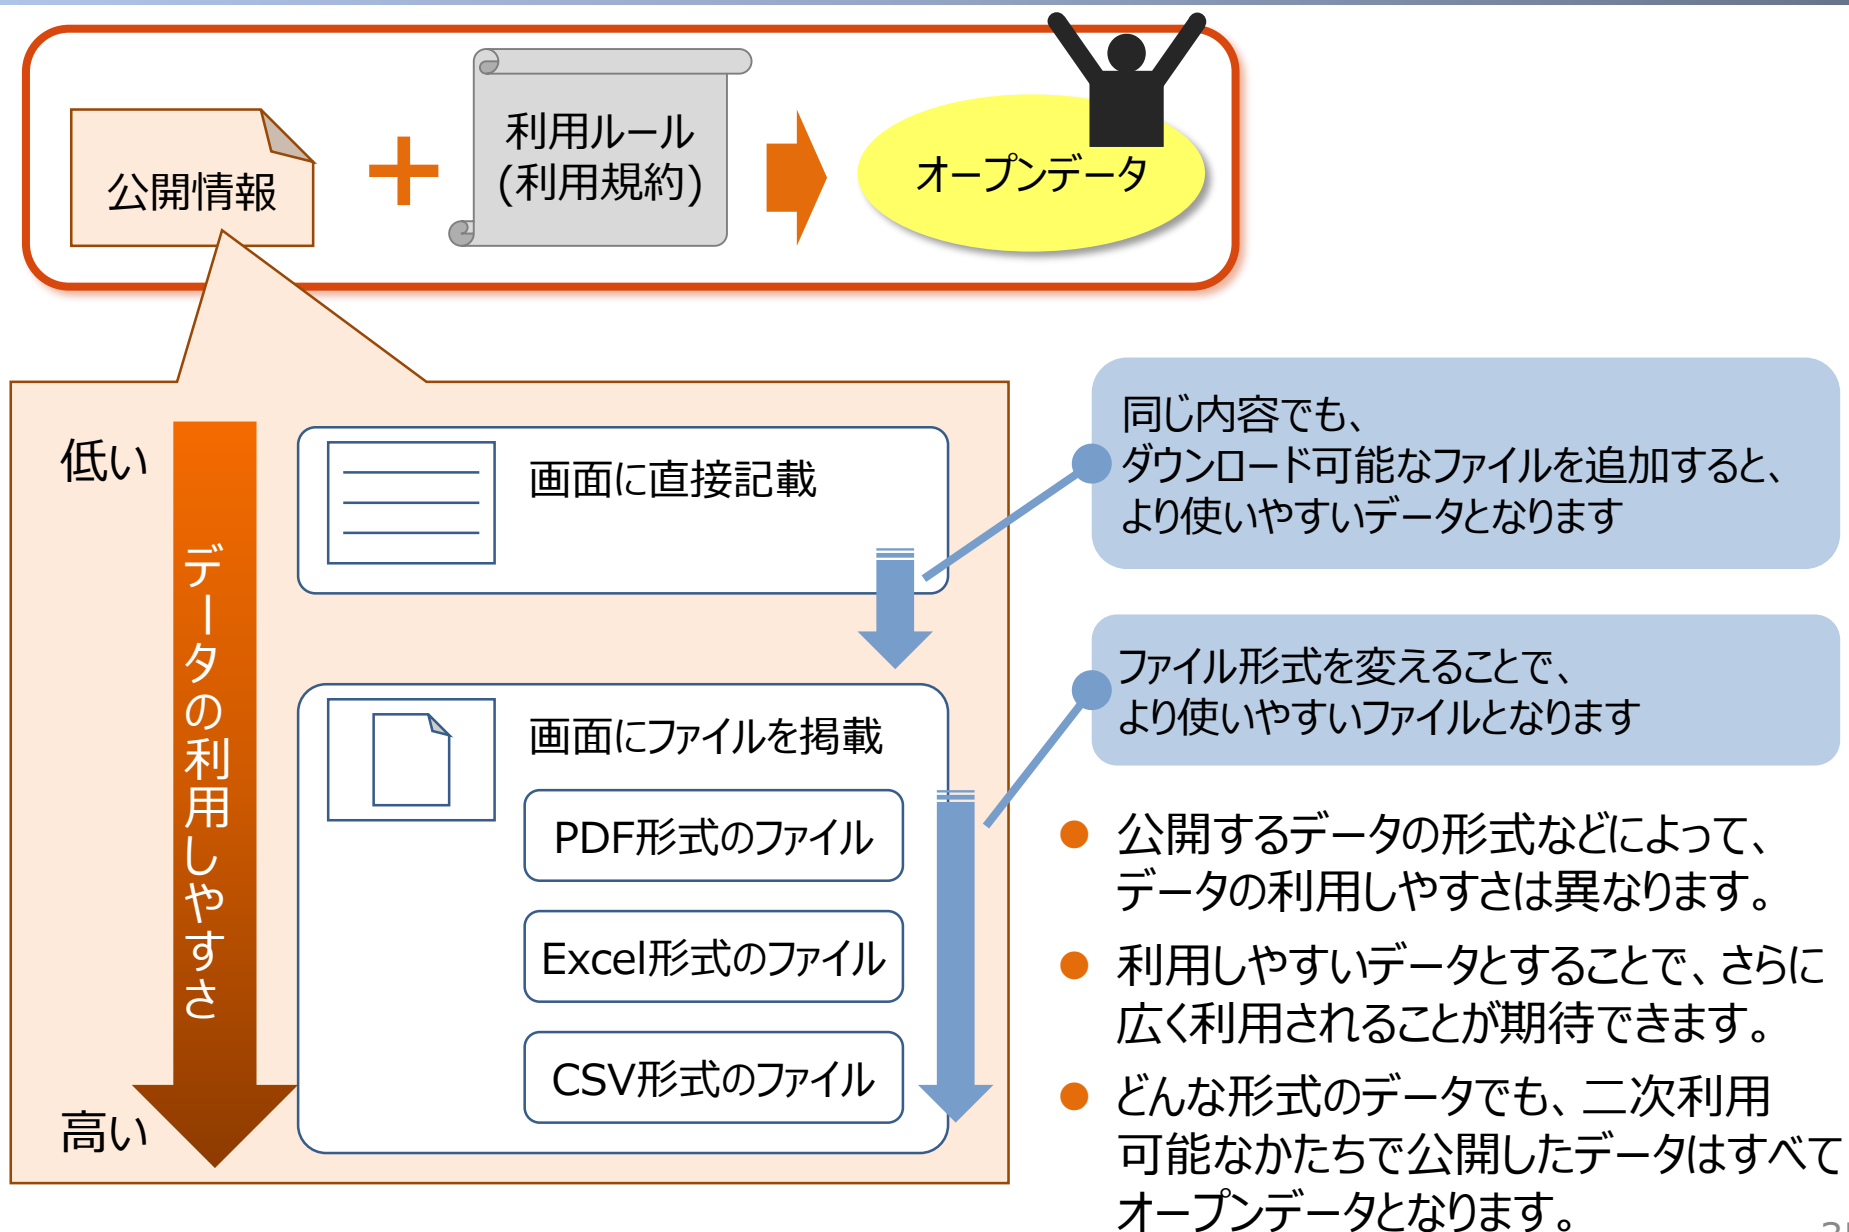 公開情報
利用ルール
(利用規約)
オープンデータ
低い
データの利用しやすさ
高い
画面に直接記載
画面にファイルを掲載
PDF形式のファイル
Excel形式のファイル
CSV形式のファイル
同じ内容でも、
ダウンロード可能なファイルを追加すると、
より使いやすいデータとなります
ファイル形式を変えることで、
より使いやすいファイルとなります
公開するデータの形式などによって、
データの利用しやすさは異なります。
利用しやすいデータとすることで、さらに
広く利用されることが期待できます。
どんな形式のデータでも、二次利用
可能なかたちで公開したデータはすべて
オープンデータとなります。